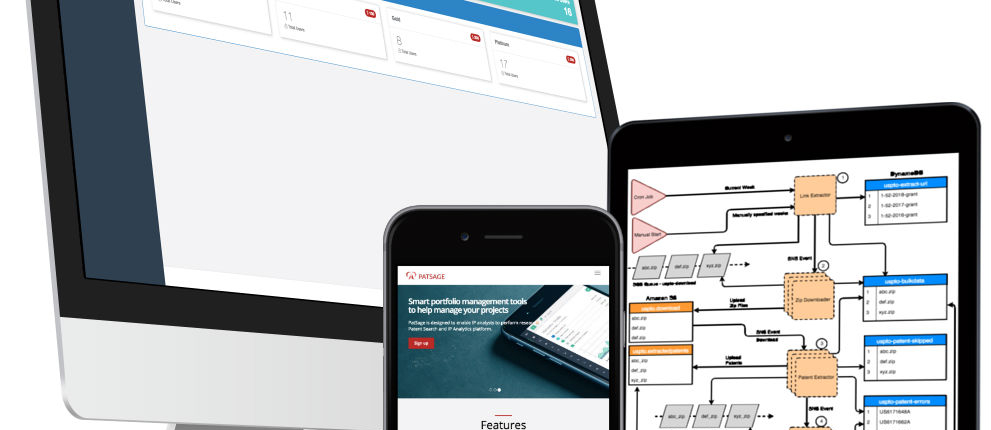 Total Users
11
Total Users
Gold
8
Total Users
Platinum
17
Total Users
18
PATSAGE
Smart portfolio management tools
to help manage your projects
PatSage is designed to enable IP analysts to perform
Patent Search and IP Analytics platform.
Sign up
Features
Cron Job
Manual Start
Current Week
Manually specified weeks
Link Extractor
1
DynamoDB
uspto-extract-url
1 1-52-2018-grant
2 1-52-2017-grant
3 1-52-2016-grant
abc.zip
def.zip
xyz.zip
SNS Event
2
SQS Queue - uspto-download
Amazon S3
uspto.download
abc.zip
def.zip
Upload
Zip Files
Zip Downloader
uspto-bulkdata
1 abc.zip
2 def.zip
3 xyz.zip
SNS Event
Download
3
uspto.extractedpatents
abc.zip
def.zip
xyz.zip
Upload
Patents
Patent Extractor
uspto-patent-skipped
1 abc.zip
2 def.zip
3 xyz.zip
abc.zip
def.zip
xyz.zip
SNS Event
4
uspto-patent-errors
1 US6171648A
2 US6171662A